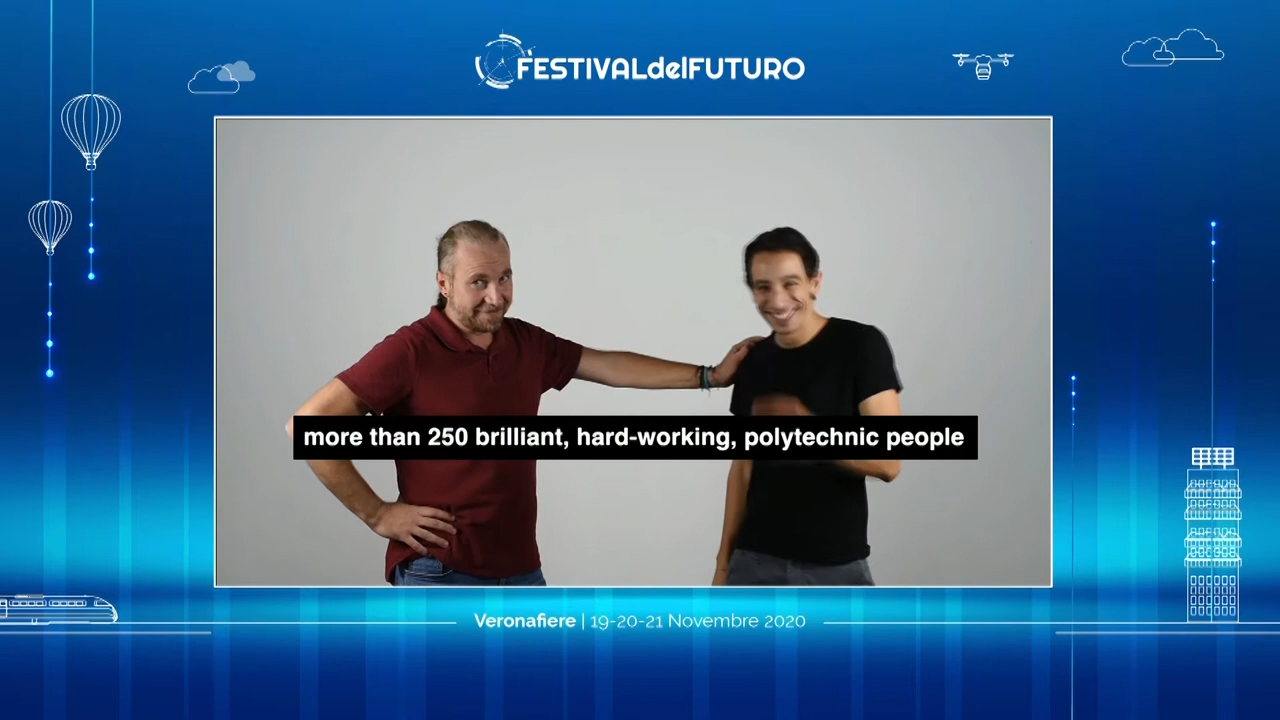 FESTIVALdelFUTURO
more than 250 brilliant, hard-working, polytechnic people
Veronafiere | 19-20-21 Novembre 2020